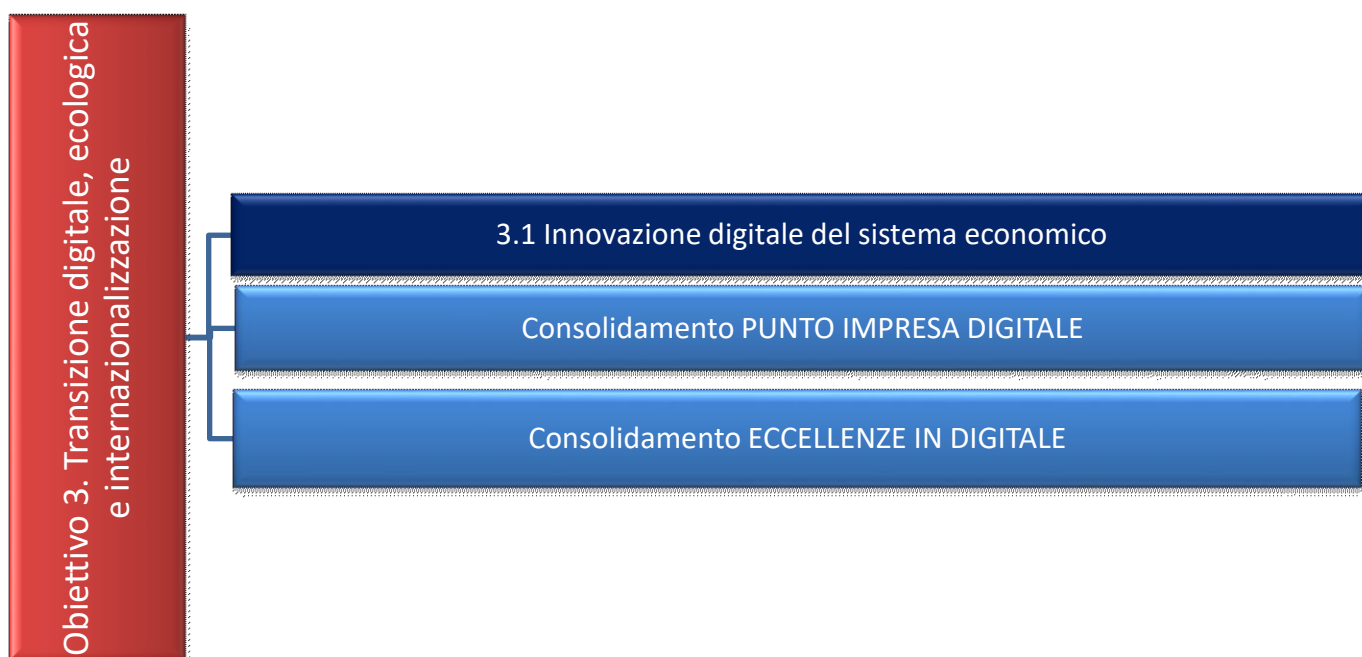 Obiettivo 3. Transizione digitale, ecologica
e internazionalizzazione
3.1 Innovazione digitale del sistema economico
Consolidamento PUNTO IMPRESA DIGITALE
Consolidamento ECCELLENZE IN DIGITALE